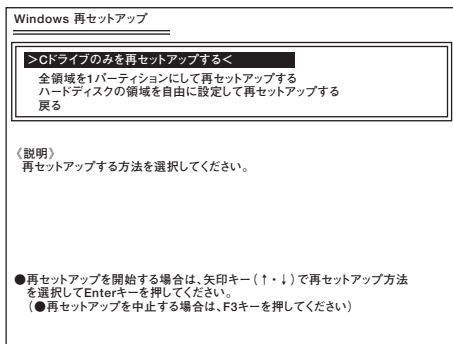 Windows 再セットアップ
>Cドライブのみを再セットアップする<
全領域を1パーティションにして再セットアップする
ハードディスクの領域を自由に設定して再セットアップする
戻る
《説明》
再セットアップする方法を選択してください。
●再セットアップを開始する場合は、矢印キー(↑・↓)で再セットアップ方法
を選択してEnterキーを押してください。
(●再セットアップを中止する場合は、F3キーを押してください)